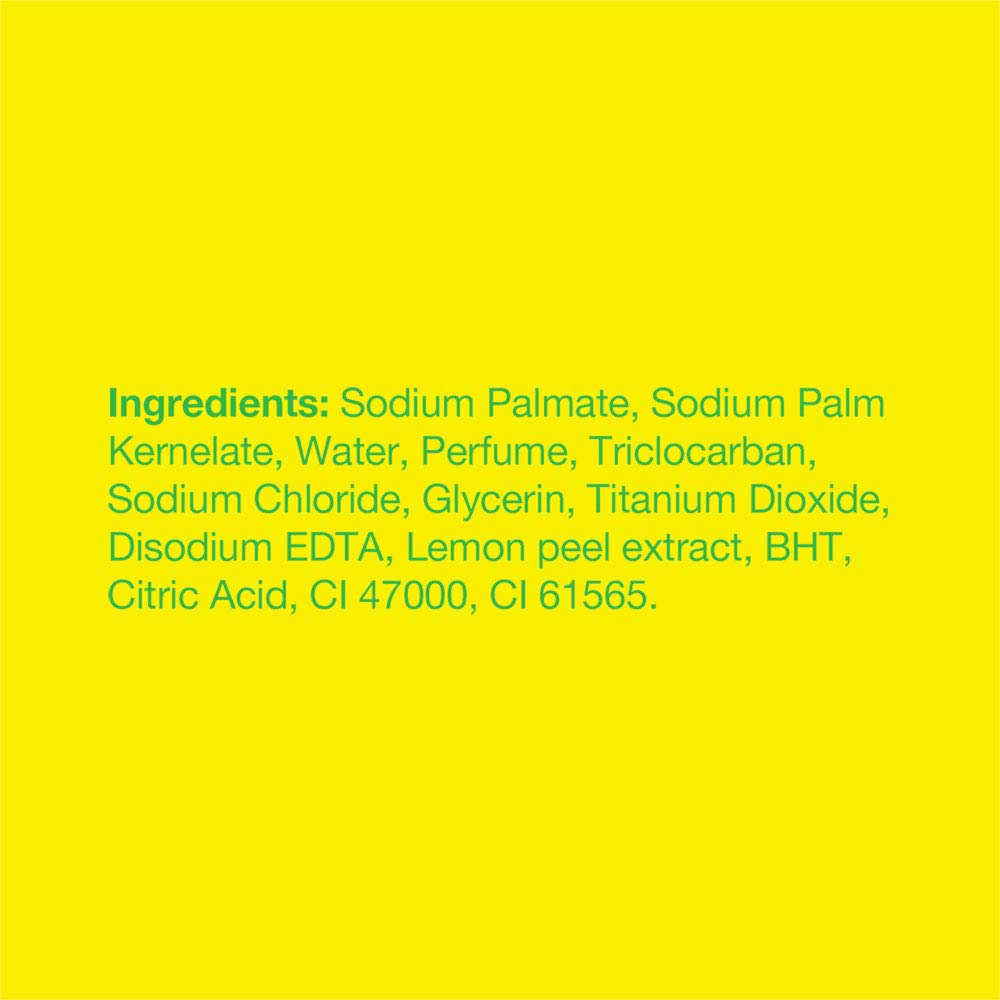 Ingredients: Sodium Palmate, Sodium Palm
Kernelate, Water, Perfume, Triclocarban,
Sodium Chloride, Glycerin, Titanium Dioxide,
Disodium EDTA, Lemon peel extract, BHT,
Citric Acid, CI 47000, CI 61565.